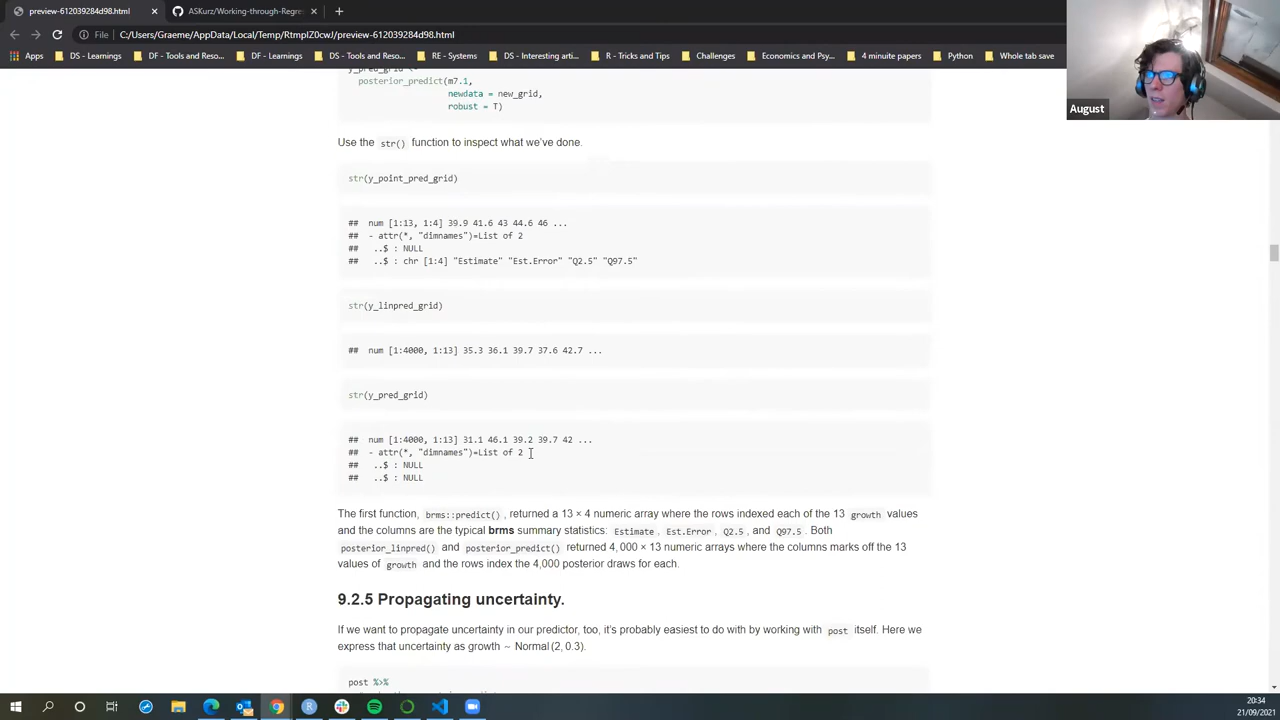 preview-612039284d98.html
ASKurz/Working-through-Regre
File
C:/Users/Graeme/AppData/Local/Temp/RtmpIZ0cwJ/preview-612039284d98.html
Apps
DS - Learnings
DF - Tools and Reso...
DF - Learnings
DS - Tools and Reso...
RE - Systems
DS - Interesting arti...
R - Tricks and Tips
Challenges
Economics and Psy...
4 minuite papers
Python
Whole tab save
August
y_pred_grid <-
posterior_predict(m7.1,
newdata = new_grid,
robust = T)
Use the str() function to inspect what we've done.
str(y_point_pred_grid)
## num [1:13, 1:4] 39.9 41.6 43 44.6 46 ...
## - attr(*, "dimnames")=List of 2
## ..$ : NULL
## ..$ : chr [1:4] "Estimate" "Est.Error" "Q2.5" "Q97.5"
str(y_linpred_grid)
## num [1:4000, 1:13] 35.3 36.1 39.7 37.6 42.7 ...
str(y_pred_grid)
## num [1:4000, 1:13] 31.1 46.1 39.2 39.7 42 ...
## - attr(*, "dimnames")=List of 2
## ..$ : NULL
## ..$ : NULL
The first function, brms::predict() , returned a 13 × 4 numeric array where the rows indexed each of the 13 growth values
and the columns are the typical brms summary statistics: Estimate , Est.Error , Q2.5 , and Q97.5 . Both
posterior_linpred() and posterior_predict() returned 4,000 × 13 numeric arrays where the columns marks off the 13
values of growth and the rows index the 4,000 posterior draws for each.
9.2.5 Propagating uncertainty.
If we want to propagate uncertainty in our predictor, too, it's probably easiest to do with by working with post itself. Here we
express that uncertainty as growth ∼ Normal(2, 0.3).
post %>%
20:34
21/09/2021